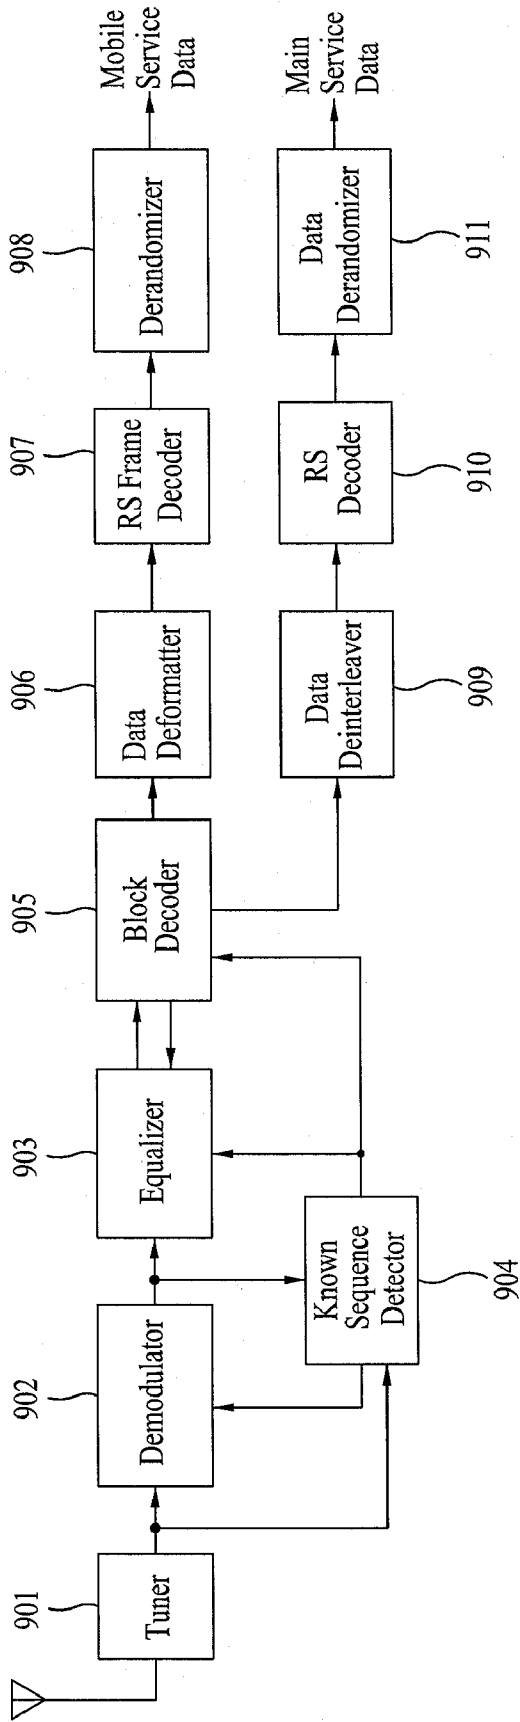 901
Tuner
902
Demodulator
903
Equalizer
904
Known
Sequence
Detector
905
Block
Decoder
906
Data
Deformatter
907
RS Frame
Decoder
908
Derandomizer
Mobile
Service
Data
909
Data
Deinterleaver
910
RS
Decoder
911
Data
Derandomizer
Main
Service
Data